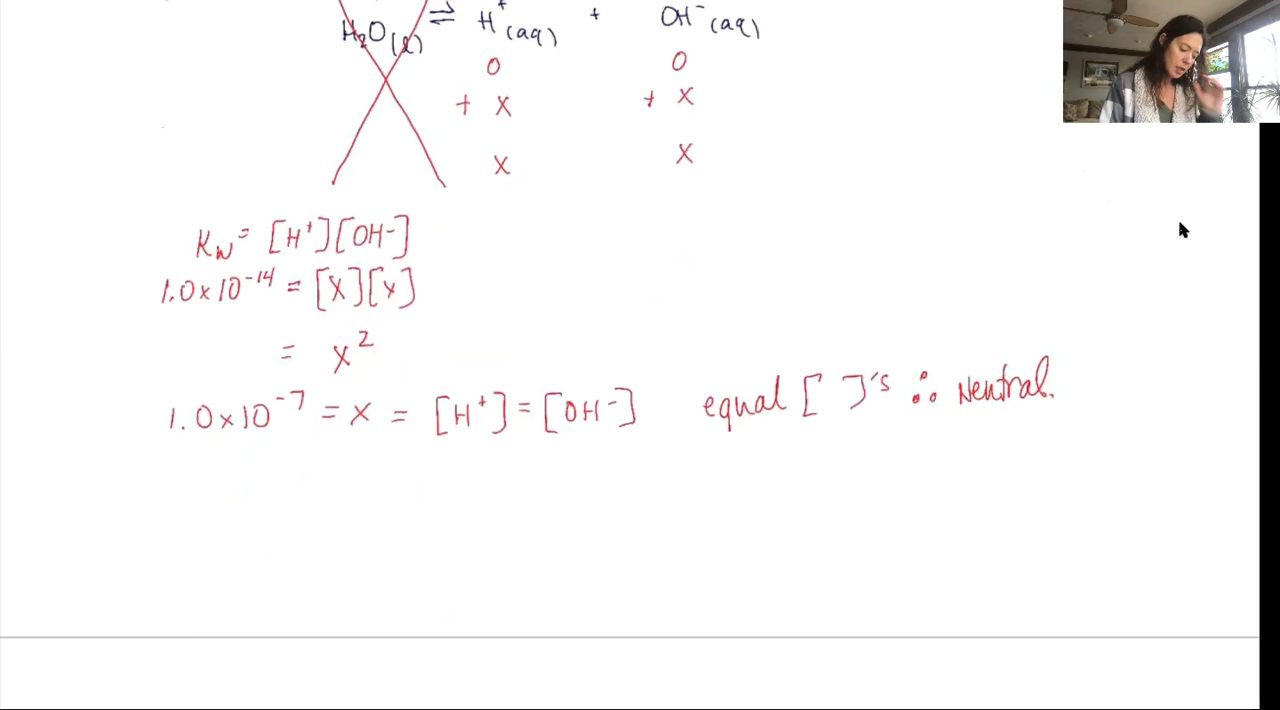 H₂O(l) ⇌ H⁺(aq) + OH⁻(aq)
0 0
+ x + x
x x
Kw = [H⁺][OH-]
1.0 x 10⁻¹⁴ = [x][x]
= x²
1.0 x 10⁻⁷ = x = [H⁺] = [OH-] equal [ ]'s ∴ Neutral.